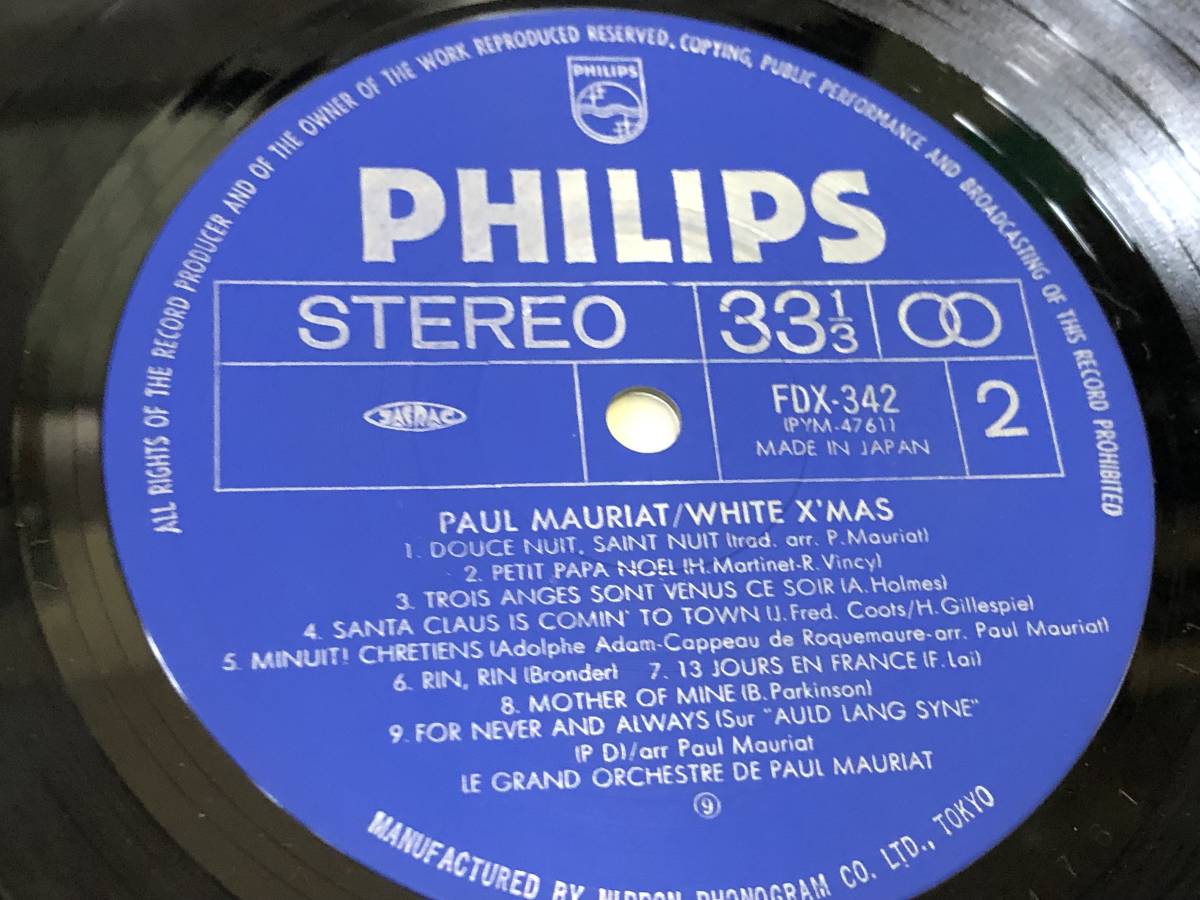 ALL RIGHTS OF THE RECORD PRODUCER AND OF THE OWNER OF THE WORK REPRODUCED RESERVED. COPYING, PUBLIC PERFORMANCE AND BROADCASTING OF THIS RECORD PROHIBITED
PHILIPS
PHILIPS
STEREO 33 1/3
JASRAC
FDX-342
(PYM-4761)
MADE IN JAPAN
2
PAUL MAURIAT/WHITE X'MAS
1. DOUCE NUIT, SAINT NUIT (trad. arr. P.Mauriat)
2. PETIT PAPA NOEL (H.Martinet-R.Vincy)
3. TROIS ANGES SONT VENUS CE SOIR (A.Holmes)
4. SANTA CLAUS IS COMIN' TO TOWN (J.Fred. Coots/H.Gillespie)
5. MINUIT! CHRETIENS (Adolphe Adam-Cappeau de Roquemaure-arr. Paul Mauriat)
6. RIN, RIN (Bronder) 7. 13 JOURS EN FRANCE (F.Lai)
8. MOTHER OF MINE (B.Parkinson)
9. FOR NEVER AND ALWAYS (Sur "AULD LANG SYNE"
(P D)/arr Paul Mauriat
LE GRAND ORCHESTRE DE PAUL MAURIAT
9
MANUFACTURED BY NIPPON PHONOGRAM CO. LTD., TOKYO